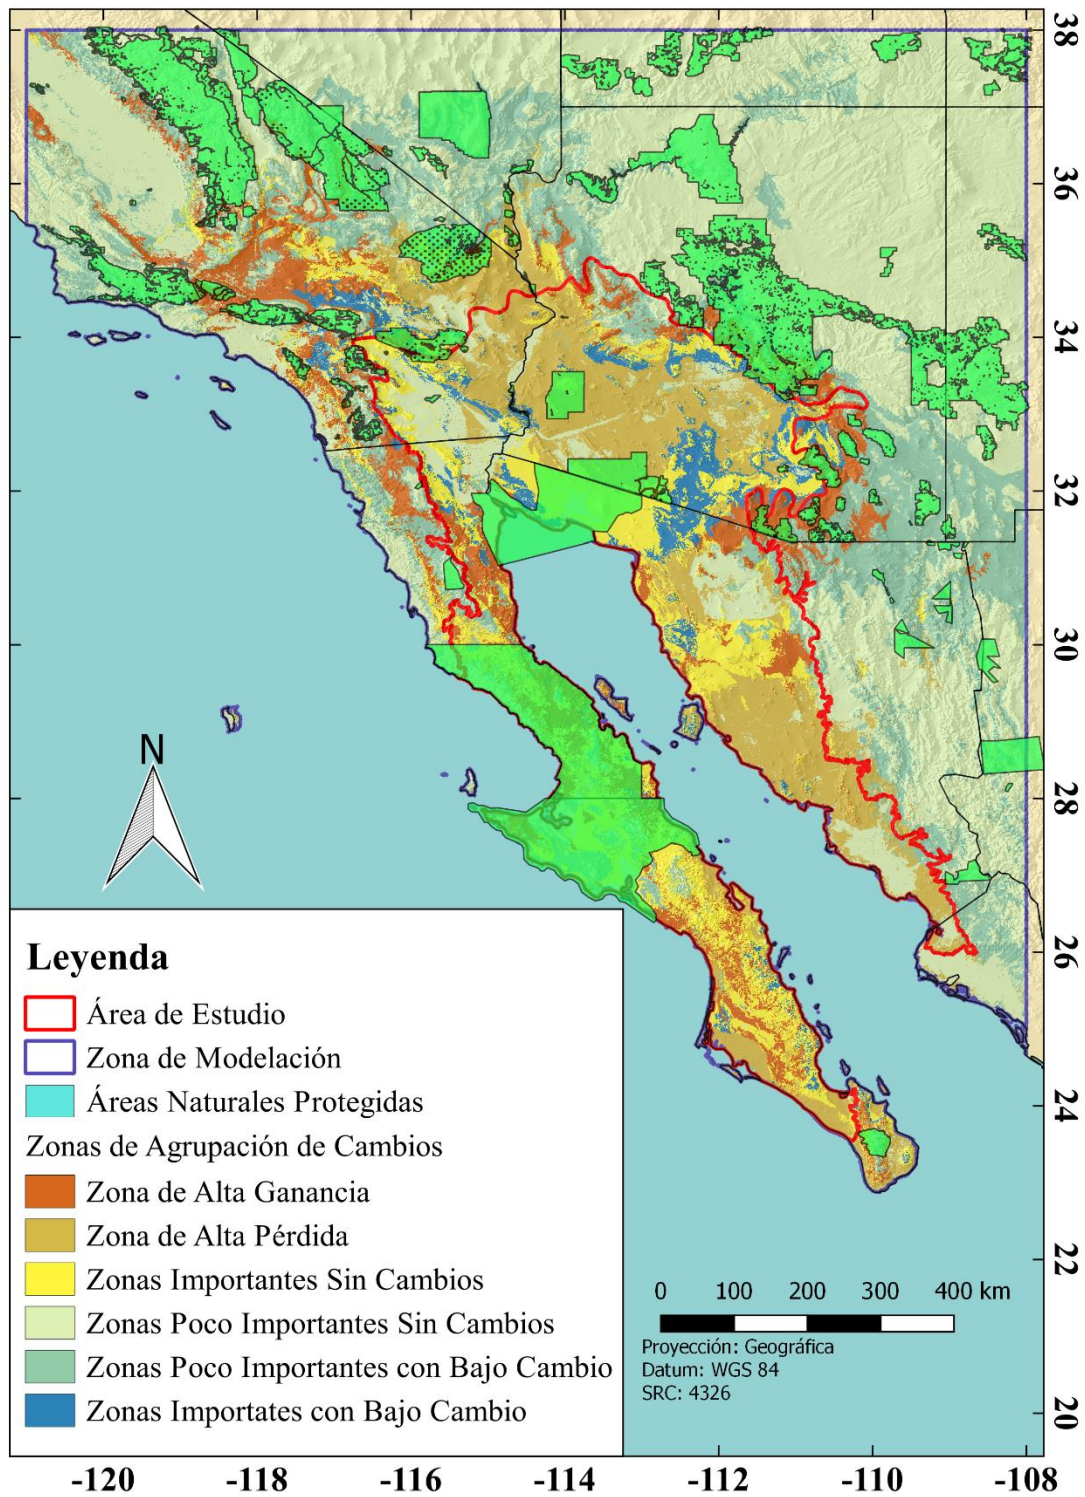 38
36
34
32
30
28
26
24
22
20
N
Leyenda
Área de Estudio
Zona de Modelación
Áreas Naturales Protegidas
Zonas de Agrupación de Cambios
Zona de Alta Ganancia
Zona de Alta Pérdida
Zonas Importantes Sin Cambios
Zonas Poco Importantes Sin Cambios
Zonas Poco Importantes con Bajo Cambio
Zonas Importates con Bajo Cambio
0 100 200 300 400 km
Proyección: Geográfica
Datum: WGS 84
SRC: 4326
-120 -118 -116 -114 -112 -110 -108